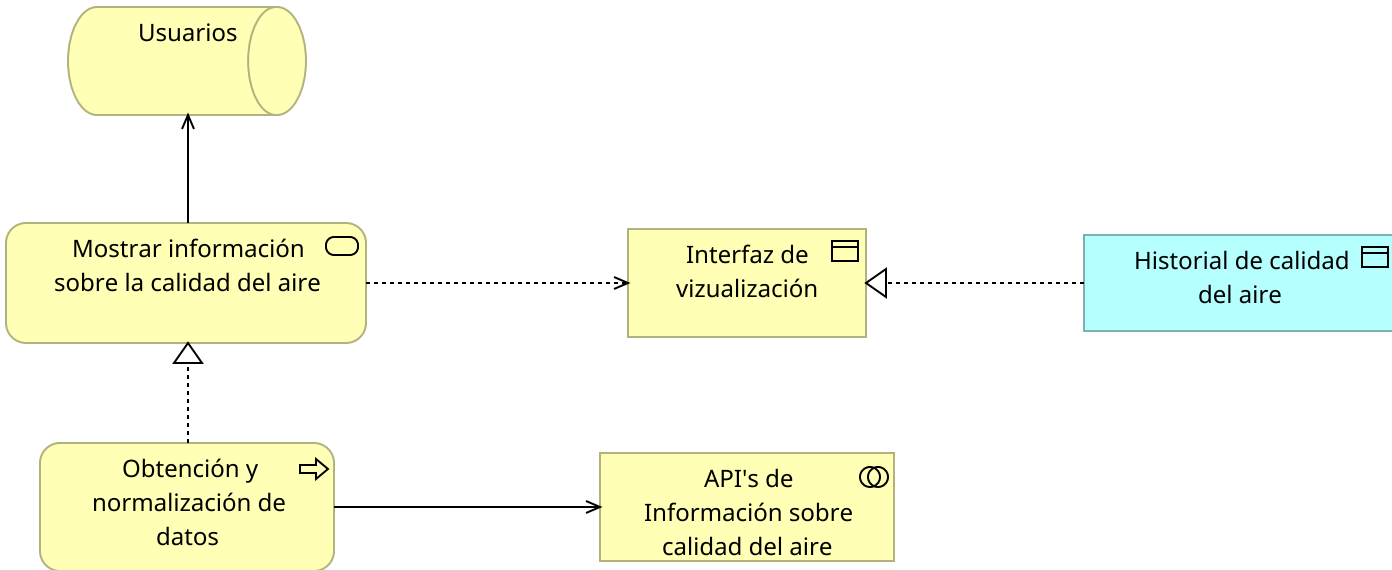 Usuarios
Mostrar información
sobre la calidad del aire
Interfaz de
vizualización
Historial de calidad
del aire
Obtención y
normalización de
datos
API's de
Información sobre
calidad del aire